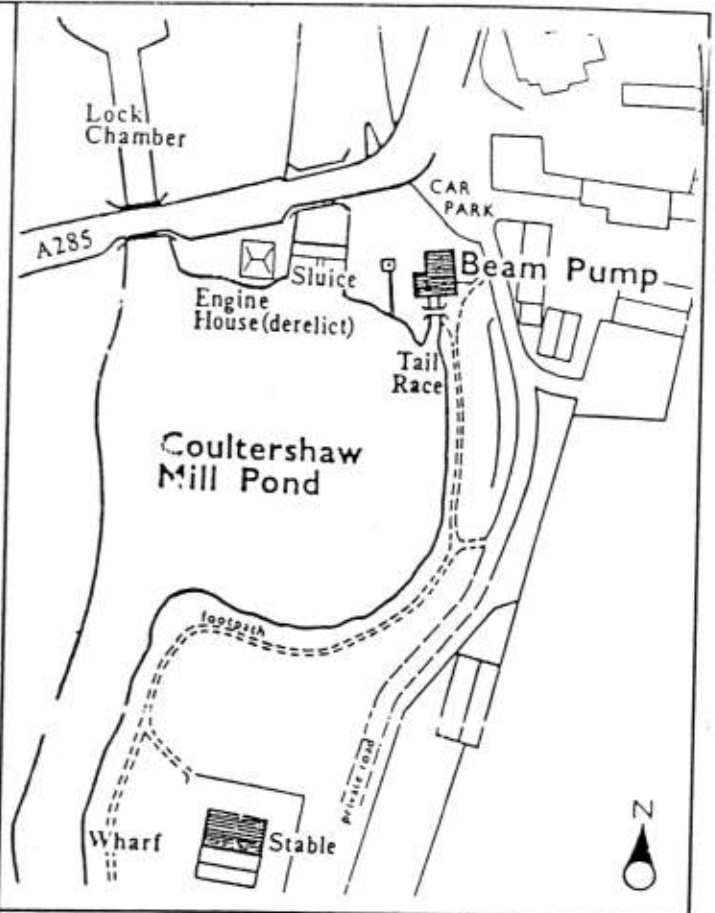 Lock
Chamber
CAR
PARK
A285
Beam Pump
Sluice
Engine
House (derelict)
Tail
Race
Coultershaw
Mill Pond
footpath
private road
Wharf
Stable
N